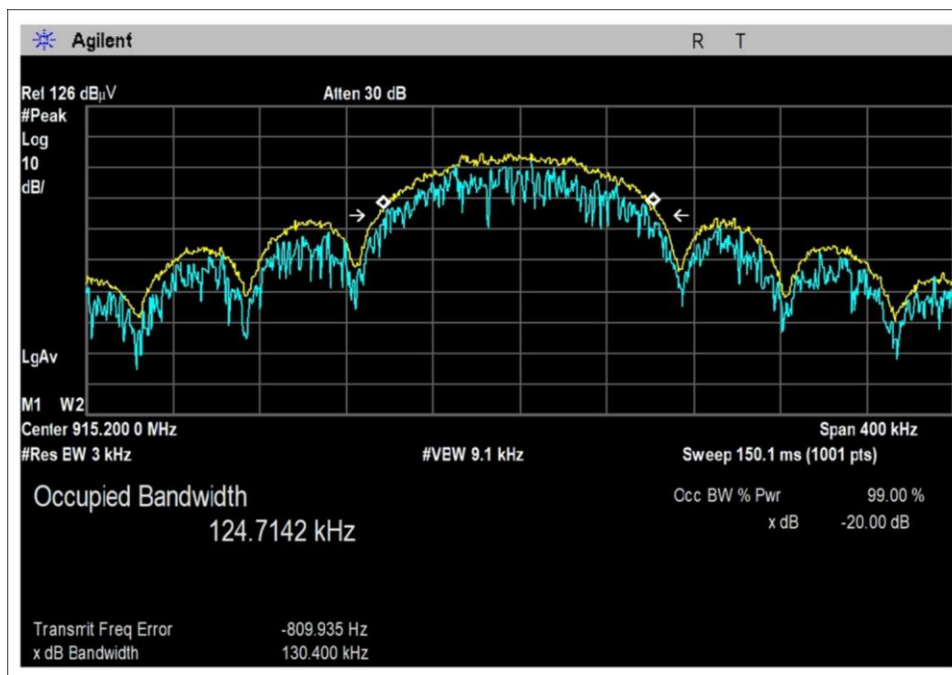 Agilent R T
Ref 126 dBμV Atten 30 dB
#Peak
Log
10
dB/
LgAv
M1 W2
Center 915.200 0 MHz Span 400 kHz
#Res BW 3 kHz #VBW 9.1 kHz Sweep 150.1 ms (1001 pts)
Occupied Bandwidth Occ BW % Pwr 99.00 %
124.7142 kHz x dB -20.00 dB
Transmit Freq Error -809.935 Hz
x dB Bandwidth 130.400 kHz